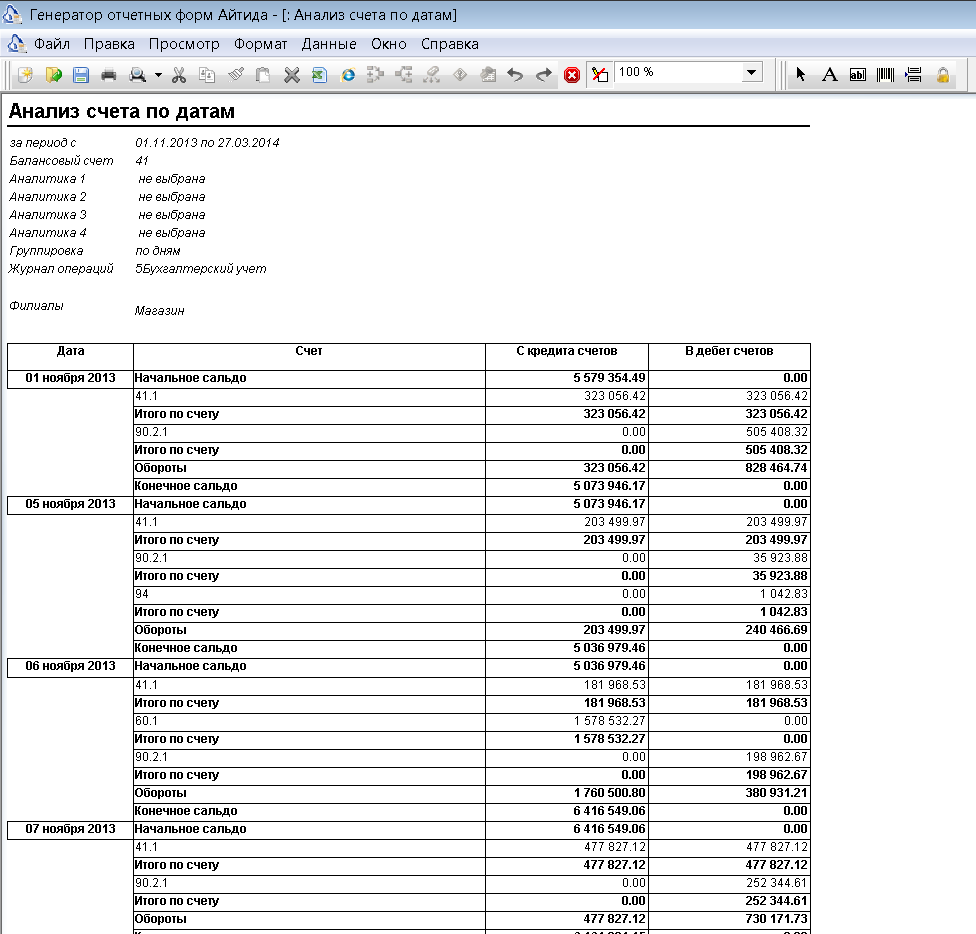 Генератор отчетных форм Айтида - [: Анализ счета по датам]
Файл Правка Просмотр Формат Данные Окно Справка
100 % A ab
Анализ счета по датам
за период с 01.11.2013 по 27.03.2014
Балансовый счет 41
Аналитика 1 не выбрана
Аналитика 2 не выбрана
Аналитика 3 не выбрана
Аналитика 4 не выбрана
Группировка по дням
Журнал операций 5Бухгалтерский учет
Филиалы Магазин
Дата Счет С кредита счетов В дебет счетов
01 ноября 2013 Начальное сальдо 5 579 354.49 0.00
41.1 323 056.42 323 056.42
Итого по счету 323 056.42 323 056.42
90.2.1 0.00 505 408.32
Итого по счету 0.00 505 408.32
Обороты 323 056.42 828 464.74
Конечное сальдо 5 073 946.17 0.00
05 ноября 2013 Начальное сальдо 5 073 946.17 0.00
41.1 203 499.97 203 499.97
Итого по счету 203 499.97 203 499.97
90.2.1 0.00 35 923.88
Итого по счету 0.00 35 923.88
94 0.00 1 042.83
Итого по счету 0.00 1 042.83
Обороты 203 499.97 240 466.69
Конечное сальдо 5 036 979.46 0.00
06 ноября 2013 Начальное сальдо 5 036 979.46 0.00
41.1 181 968.53 181 968.53
Итого по счету 181 968.53 181 968.53
60.1 1 578 532.27 0.00
Итого по счету 1 578 532.27 0.00
90.2.1 0.00 198 962.67
Итого по счету 0.00 198 962.67
Обороты 1 760 500.80 380 931.21
Конечное сальдо 6 416 549.06 0.00
07 ноября 2013 Начальное сальдо 6 416 549.06 0.00
41.1 477 827.12 477 827.12
Итого по счету 477 827.12 477 827.12
90.2.1 0.00 252 344.61
Итого по счету 0.00 252 344.61
Обороты 477 827.12 730 171.73